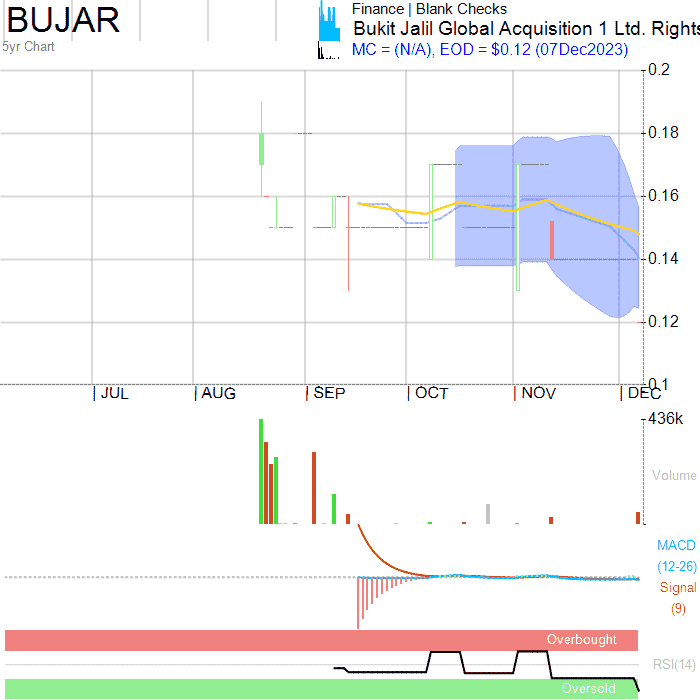 BUJAR
5yr Chart
Finance | Blank Checks
Bukit Jalil Global Acquisition 1 Ltd. Rights
MC = (N/A), EOD = $0.12 (07Dec2023)
0.2
0.18
0.16
0.14
0.12
0.1
JUL AUG SEP OCT NOV DEC
436k
Volume
MACD
(12-26)
Signal
(9)
Overbought
RSI(14)
Oversold